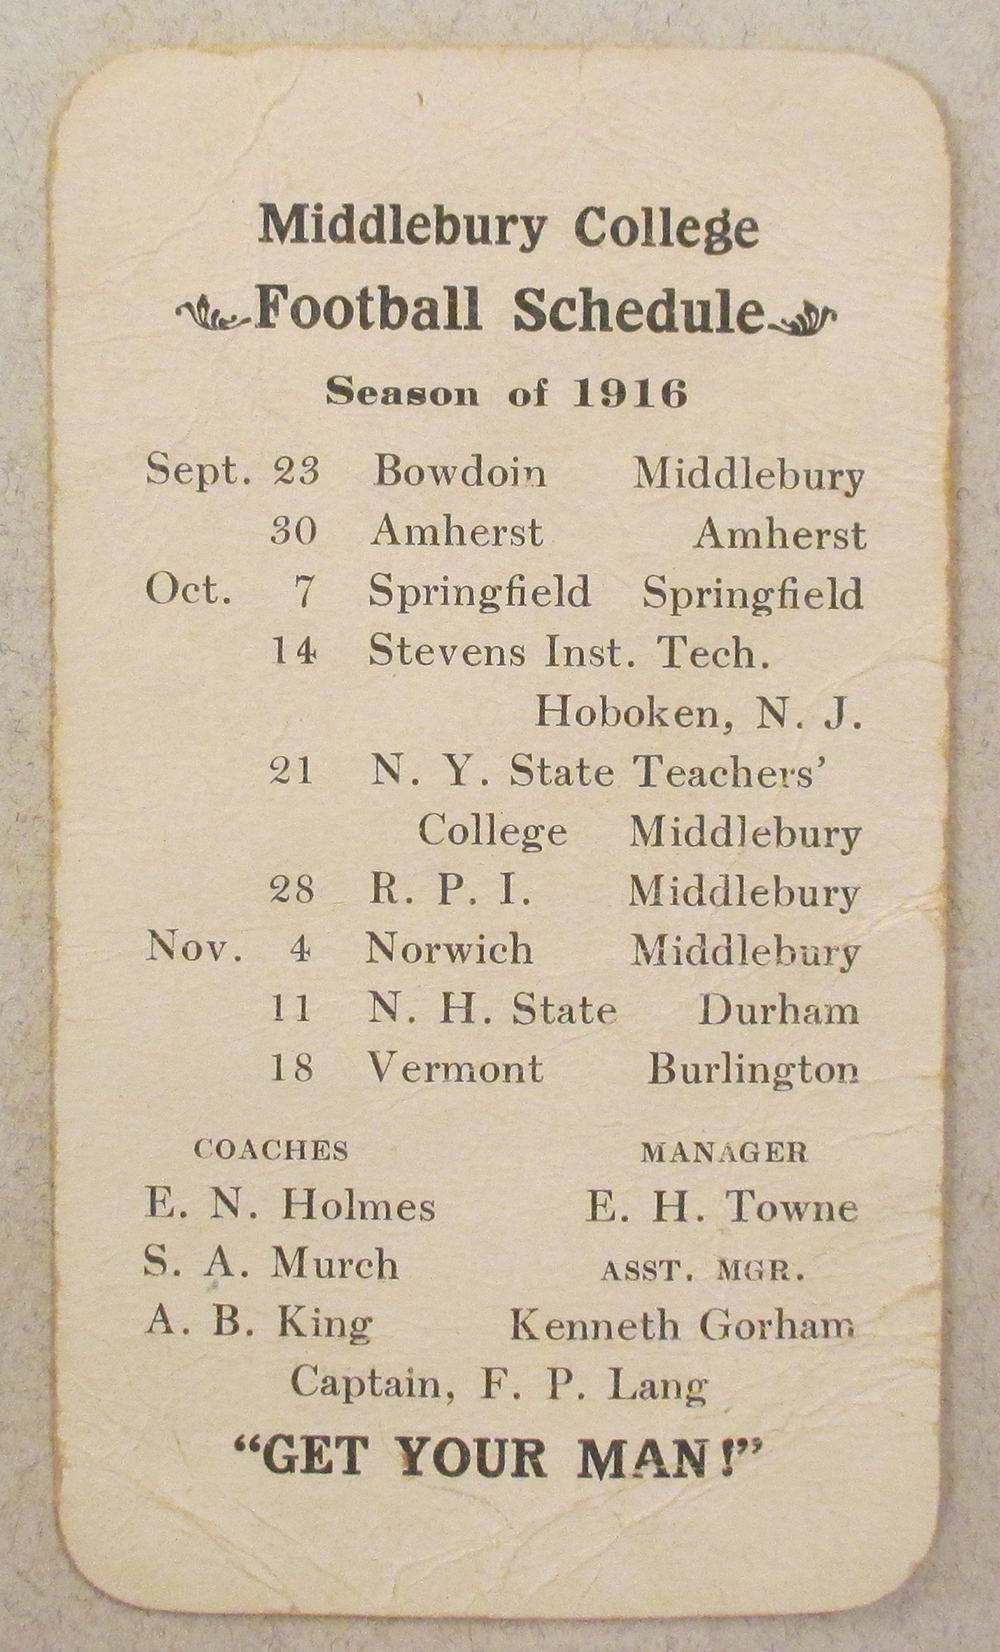 Middlebury College
Football Schedule
Season of 1916
Sept. 23 Bowdoin Middlebury
30 Amherst Amherst
Oct. 7 Springfield Springfield
14 Stevens Inst. Tech.
Hoboken, N. J.
21 N. Y. State Teachers'
College Middlebury
28 R. P. I. Middlebury
Nov. 4 Norwich Middlebury
11 N. H. State Durham
18 Vermont Burlington
COACHES MANAGER
E. N. Holmes E. H. Towne
S. A. Murch ASST. MGR.
A. B. King Kenneth Gorham
Captain, F. P. Lang
“GET YOUR MAN!”